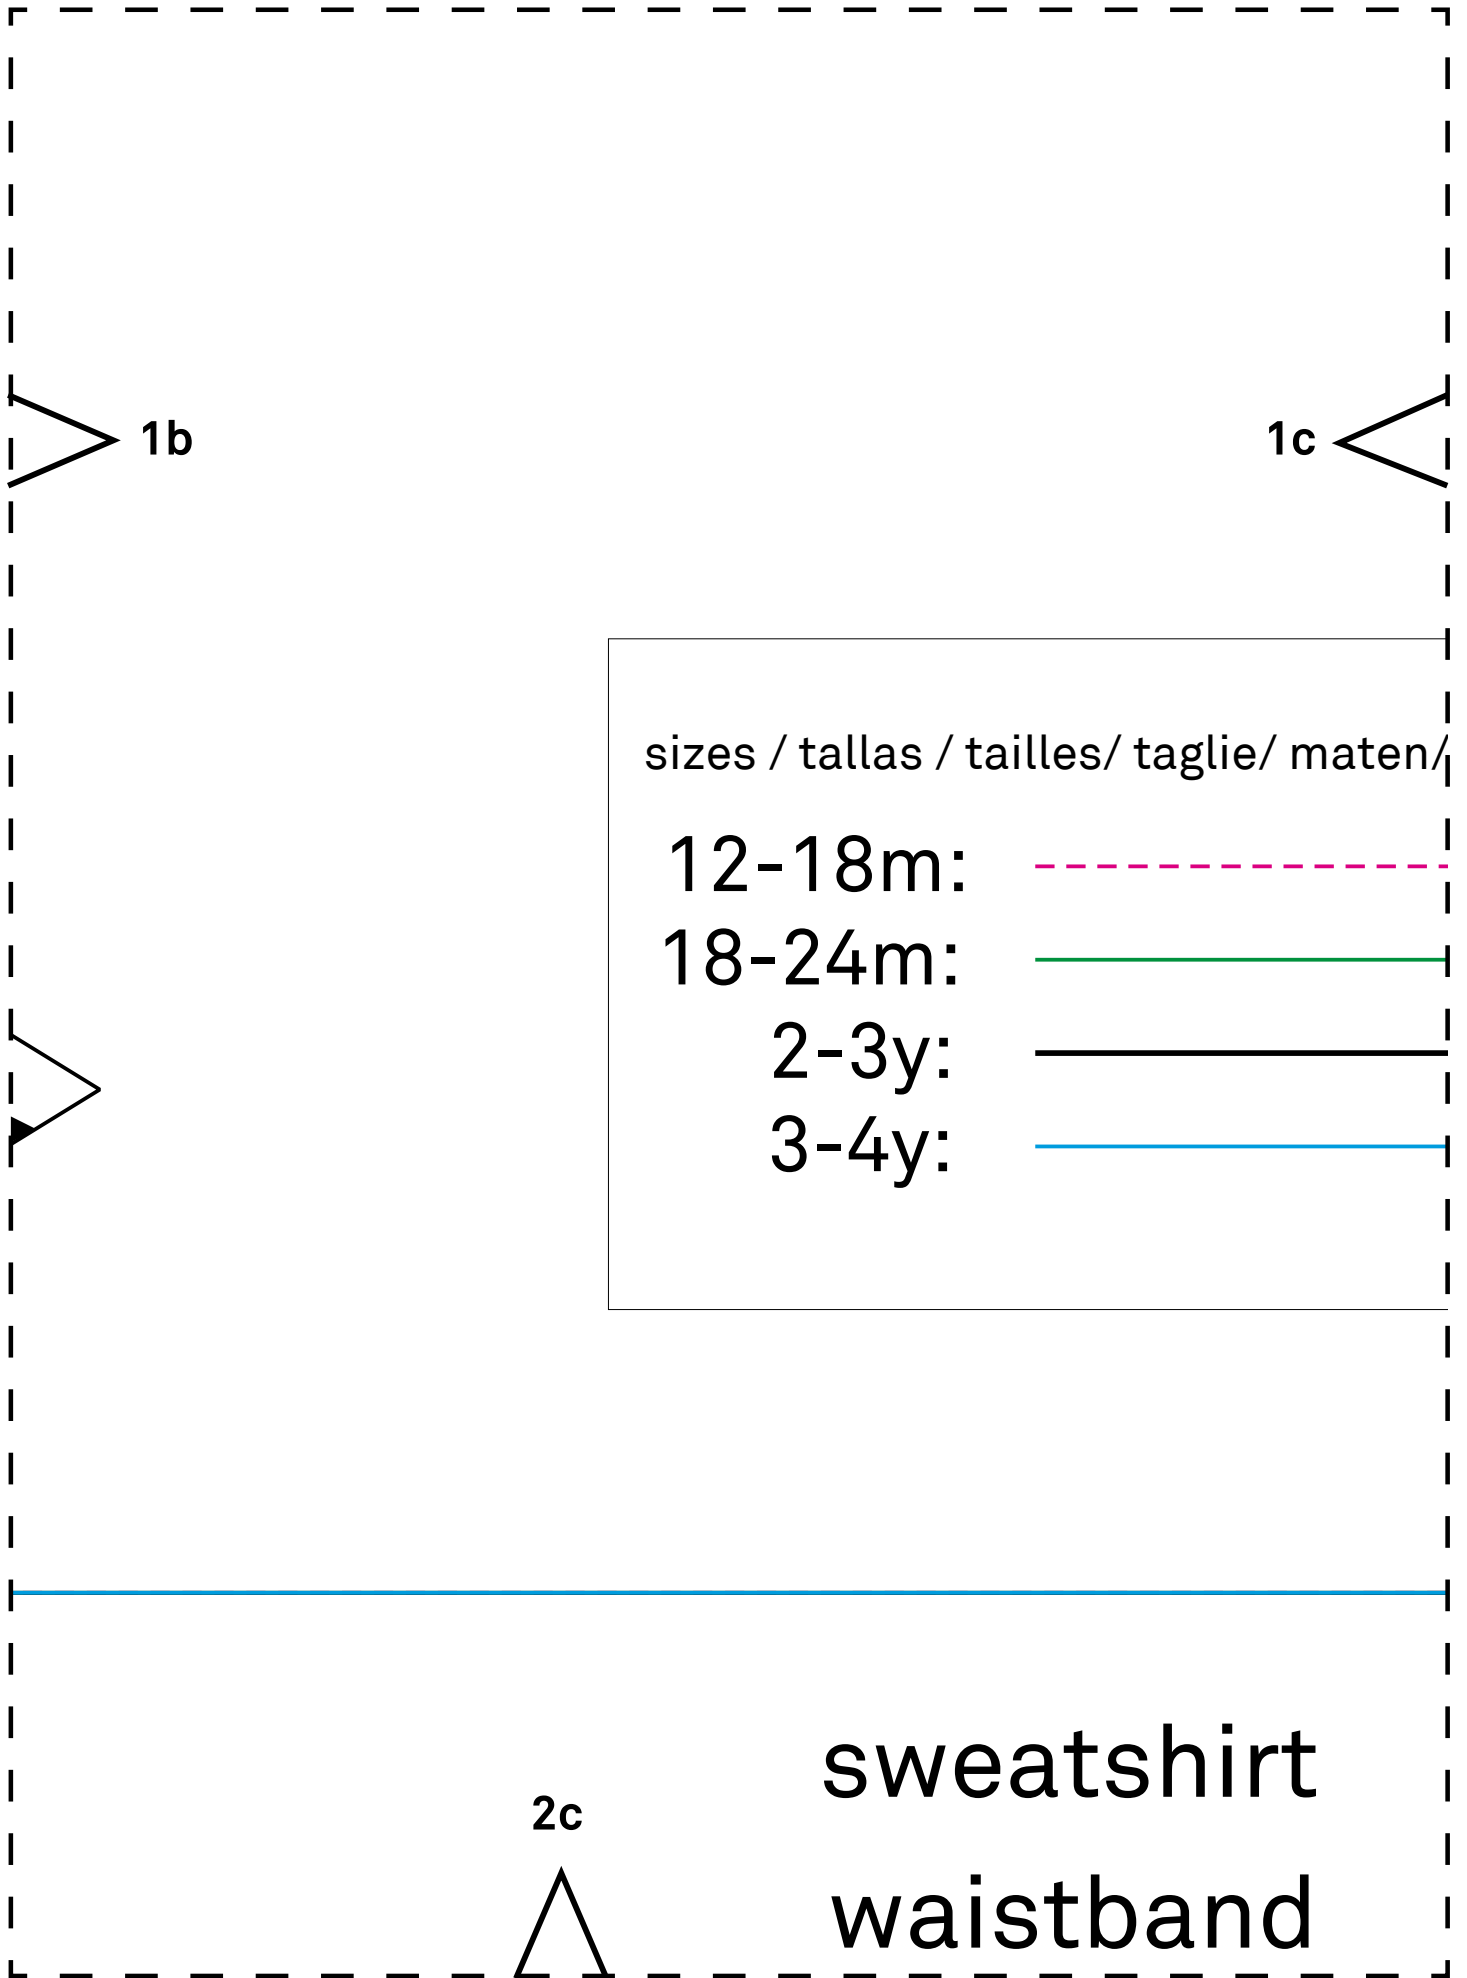 1b
1c
sizes / tallas / tailles/ taglie/ maten/
12-18m:
18-24m:
2-3y:
3-4y:
sweatshirt
2c
waistband